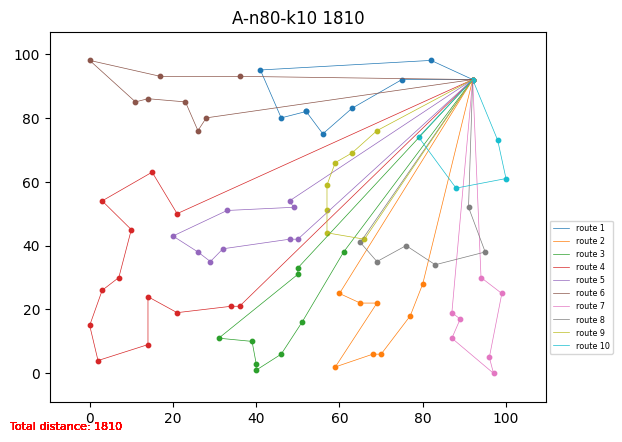 A-n80-k10 1810
100
80
60
40
20
0
0 20 40 60 80 100
route 1
route 2
route 3
route 4
route 5
route 6
route 7
route 8
route 9
route 10
Total distance: 1810